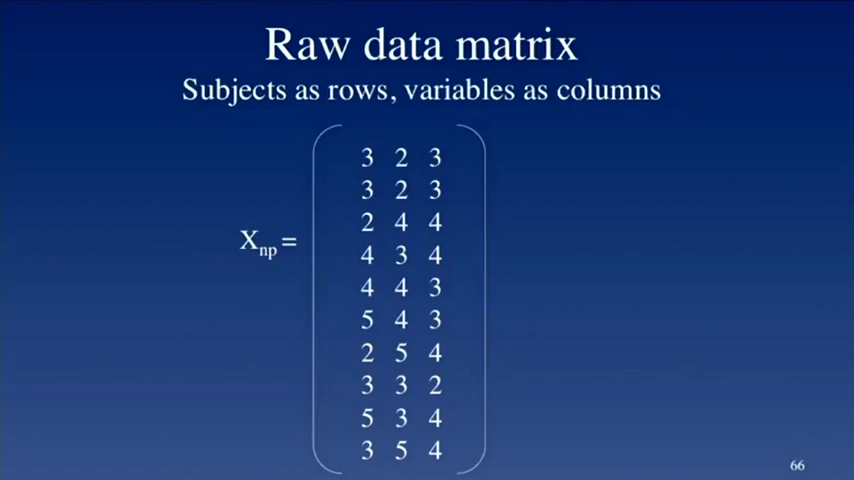 Raw data matrix
Subjects as rows, variables as columns
3 2 3
3 2 3
2 4 4
X_np = 4 3 4
4 4 3
5 4 3
2 5 4
3 3 2
5 3 4
3 5 4
66